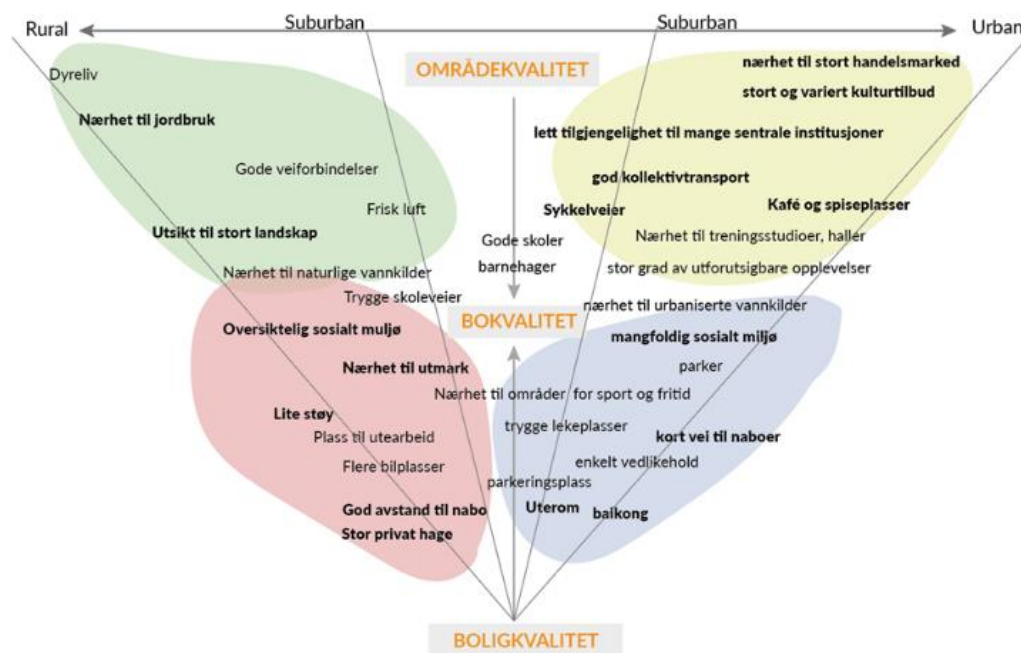 Rural
Suburban
Suburban
Urban
OMRÅDEKVALITET
Dyreliv
Nærhet til jordbruk
Gode veiforbindelser
Frisk luft
Utsikt til stort landskap
Nærhet til naturlige vannkilder
Trygge skoleveier
nærhet til stort handelsmarked
stort og variert kulturtilbud
lett tilgjengelighet til mange sentrale institusjoner
god kollektivtransport
Sykkelveier
Kafé og spiseplasser
Nærhet til treningsstudioer, haller
stor grad av utforutsigbare opplevelser
Gode skoler
barnehager
BOKVALITET
Oversiktelig sosialt muljø
Nærhet til utmark
Lite støy
Plass til utearbeid
Flere bilplasser
God avstand til nabo
Stor privat hage
nærhet til urbaniserte vannkilder
mangfoldig sosialt miljø
parker
Nærhet til områder for sport og fritid
trygge lekeplasser
kort vei til naboer
enkelt vedlikehold
parkeringsplass
Uterom
balkong
BOLIGKVALITET